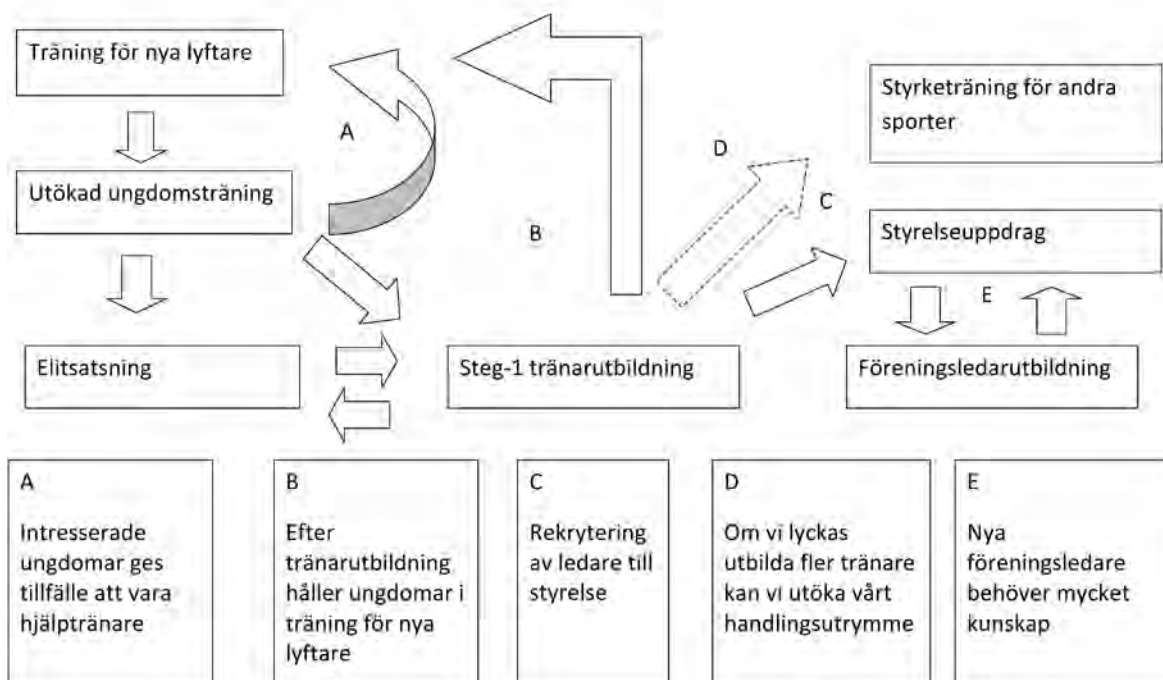 Träning för nya lyftare
A
D
Styrketräning för andra
sporter
Utökad ungdomsträning
B
C
Styrelseuppdrag
E
Elitsatsning
Steg-1 tränarutbildning
Föreningsledarutbildning
A
Intresserade
ungdomar ges
tillfälle att vara
hjälptränare
B
Efter
tränarutbildning
håller ungdomar i
träning för nya
lyftare
C
Rekrytering
av ledare till
styrelse
D
Om vi lyckas
utbilda fler tränare
kan vi utöka vårt
handlingsutrymme
E
Nya
föreningsledare
behöver mycket
kunskap